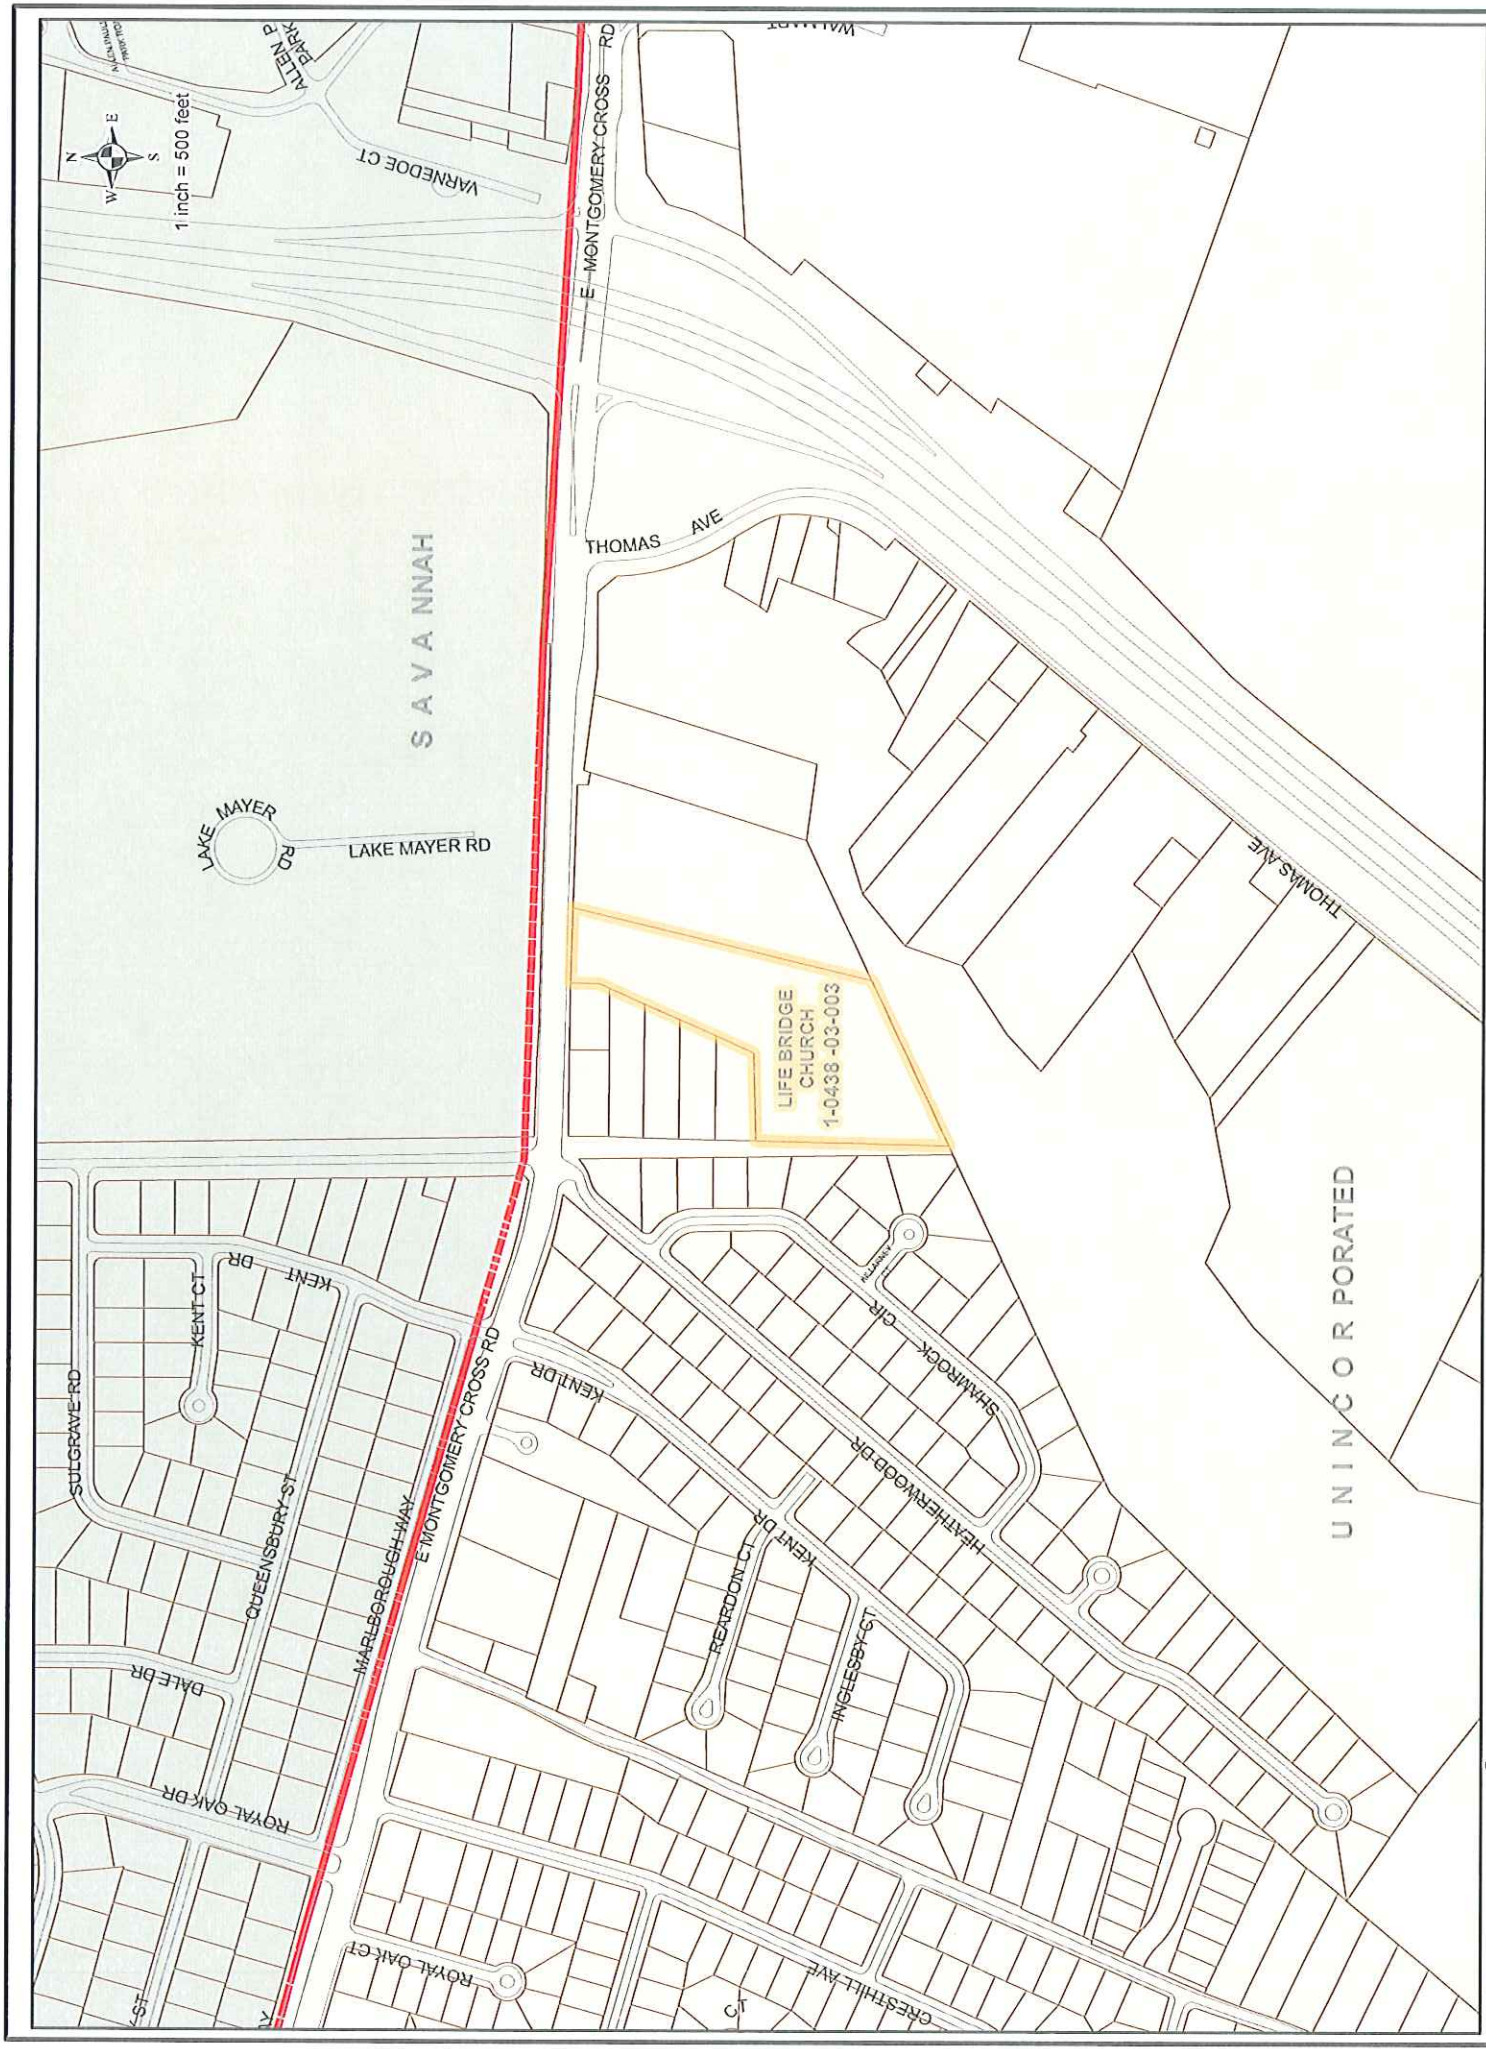 WALMART
ALLEN P
PARK
N
W
E
S
1 inch = 500 feet
VARNEDOE CT
E MONTGOMERY CROSS RD
THOMAS AVE
S A V A NNAH
LAKE MAYER RD
LAKE MAYER RD
THOMAS AVE
LIFE BRIDGE
CHURCH
1-0438 -03-003
U N I N C O R PORATED
SULGRAVE RD
KENT CT
KENT DR
QUEENSBURY ST
MARLBOROUGH WAY
E MONTGOMERY CROSS RD
DALE DR
ROYAL OAK DR
KENT DR
SHAMROCK CIR
HEATHERWOOD DR
KENT DR
REARDON CT
INGLESBY CT
ROYAL OAK CT
CRESTHILL AVE
CT
ST